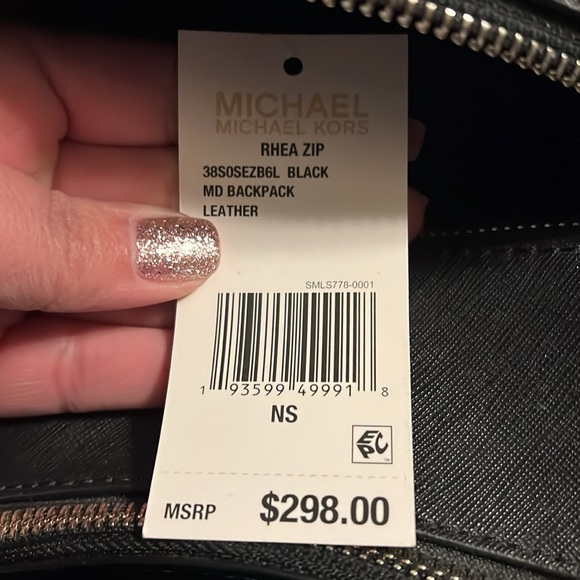 MICHAEL
MICHAEL KORS
RHEA ZIP
38S0SEZB6L BLACK
MD BACKPACK
LEATHER
SMLS778-0001
1 93599 49991 8
NS
EPC
MSRP $298.00